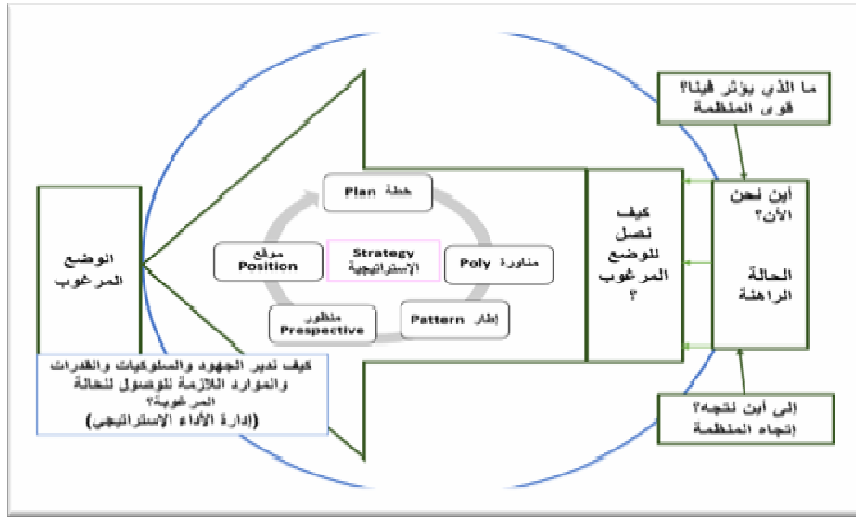 ما الذي يؤثر فينا؟
قوى المنظمة
أين نحن
الآن؟
الحالة
الراهنة
إلى أين نتجه؟
إتجاه المنظمة
كيف
نصل
للوضع
المرغوب
؟
خطة Plan
مناورة Poly
إطار Pattern
منظور
Prespective
موقع
Position
Strategy
الإستراتيجية
الوضع
المرغوب
كيف ندير الجهود والسلوكيات والقدرات
والموارد اللازمة للوصول للحالة
المرغوبة؟
(إدارة الأداء الاستراتيجي)